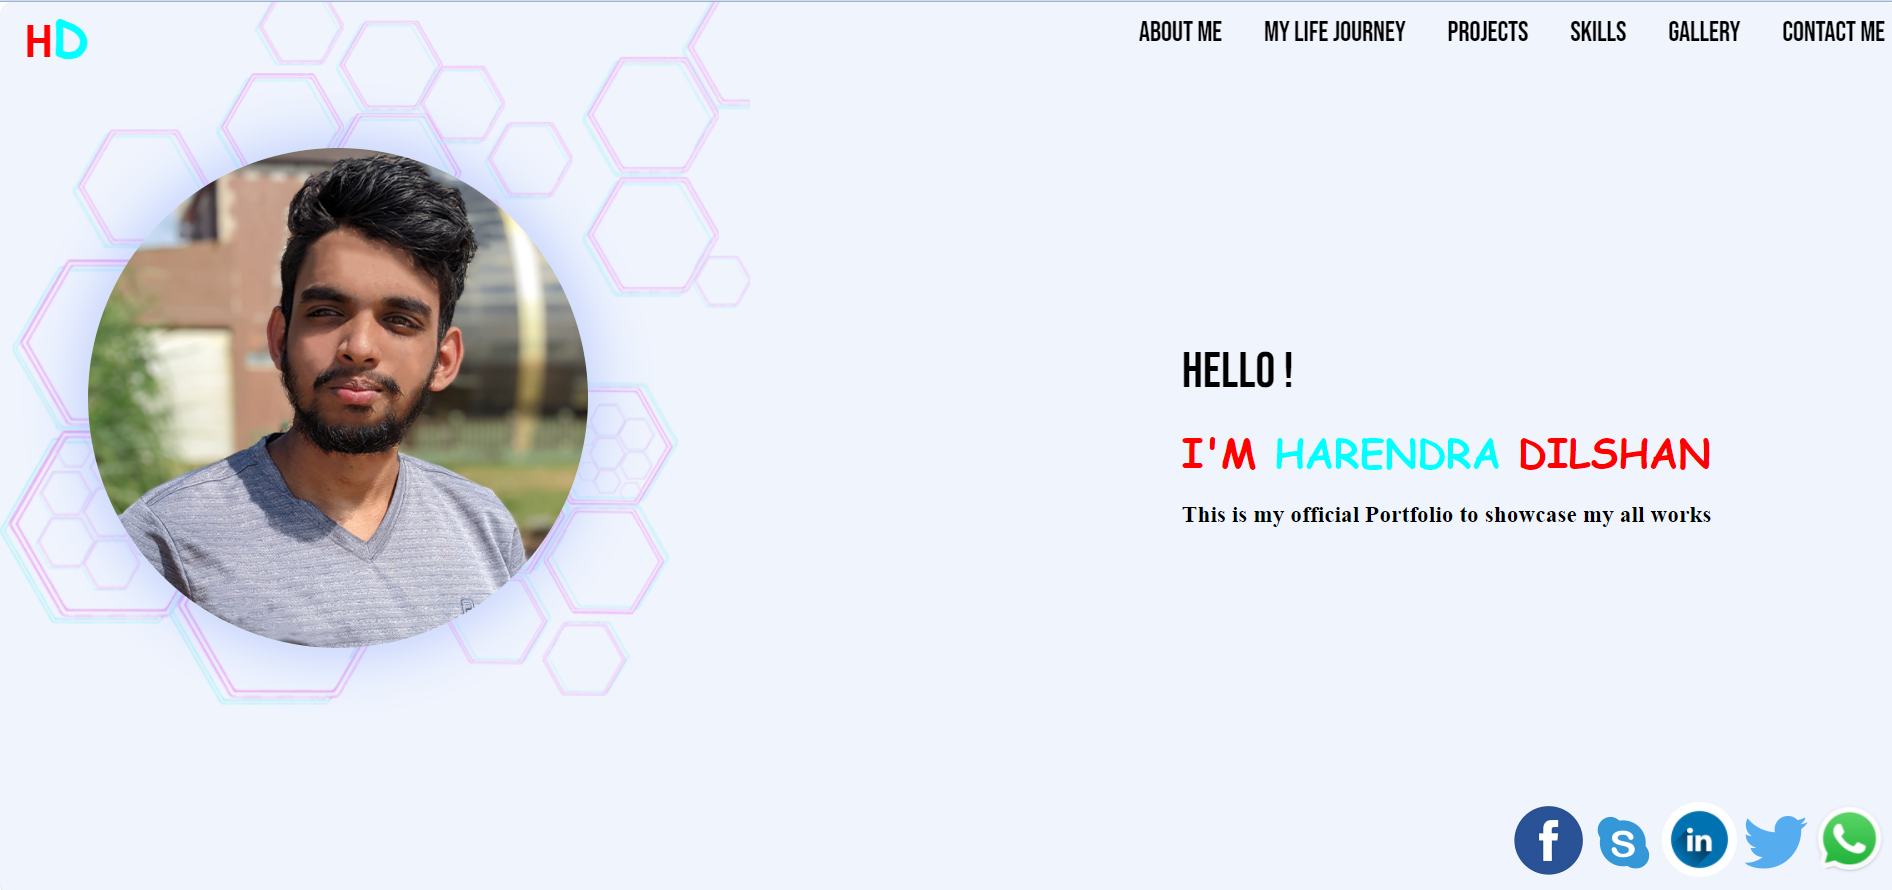 HD
ABOUT ME MY LIFE JOURNEY PROJECTS SKILLS GALLERY CONTACT ME
HELLO !
I'M HARENDRA DILSHAN
This is my official Portfolio to showcase my all works
f S in